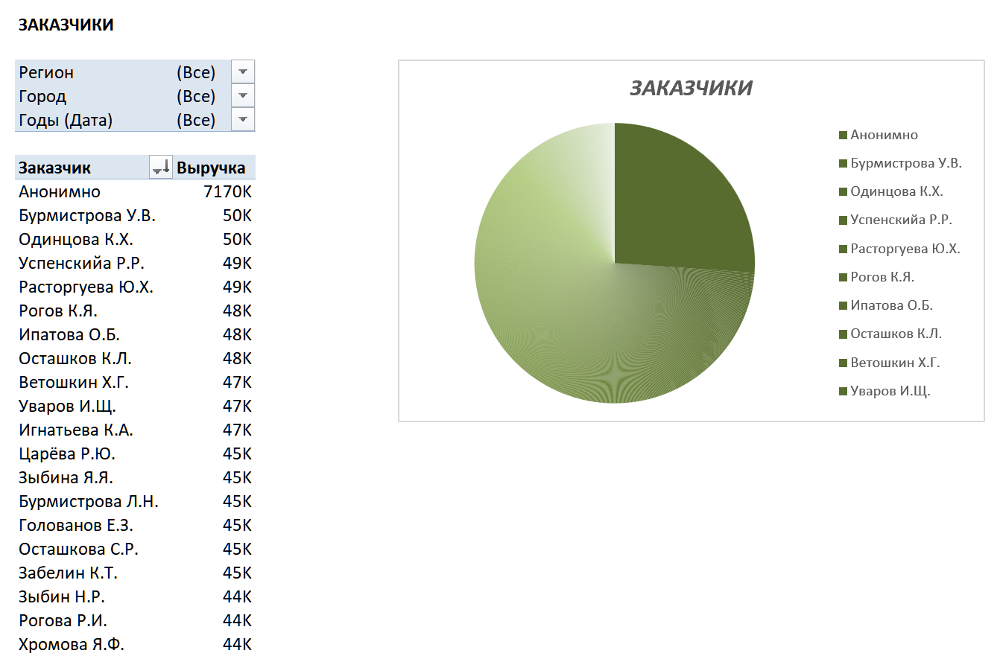 ЗАКАЗЧИКИ
Регион (Все)
Город (Все)
Годы (Дата) (Все)
Заказчик Выручка
Анонимно 7170K
Бурмистрова У.В. 50K
Одинцова К.Х. 50K
Успенскийа Р.Р. 49K
Расторгуева Ю.Х. 49K
Рогов К.Я. 48K
Ипатова О.Б. 48K
Осташков К.Л. 48K
Ветошкин Х.Г. 47K
Уваров И.Щ. 47K
Игнатьева К.А. 47K
Царёва Р.Ю. 45K
Зыбина Я.Я. 45K
Бурмистрова Л.Н. 45K
Голованов Е.З. 45K
Осташкова С.Р. 45K
Забелин К.Т. 45K
Зыбин Н.Р. 44K
Рогова Р.И. 44K
Хромова Я.Ф. 44K
ЗАКАЗЧИКИ
Анонимно
Бурмистрова У.В.
Одинцова К.Х.
Успенскийа Р.Р.
Расторгуева Ю.Х.
Рогов К.Я.
Ипатова О.Б.
Осташков К.Л.
Ветошкин Х.Г.
Уваров И.Щ.